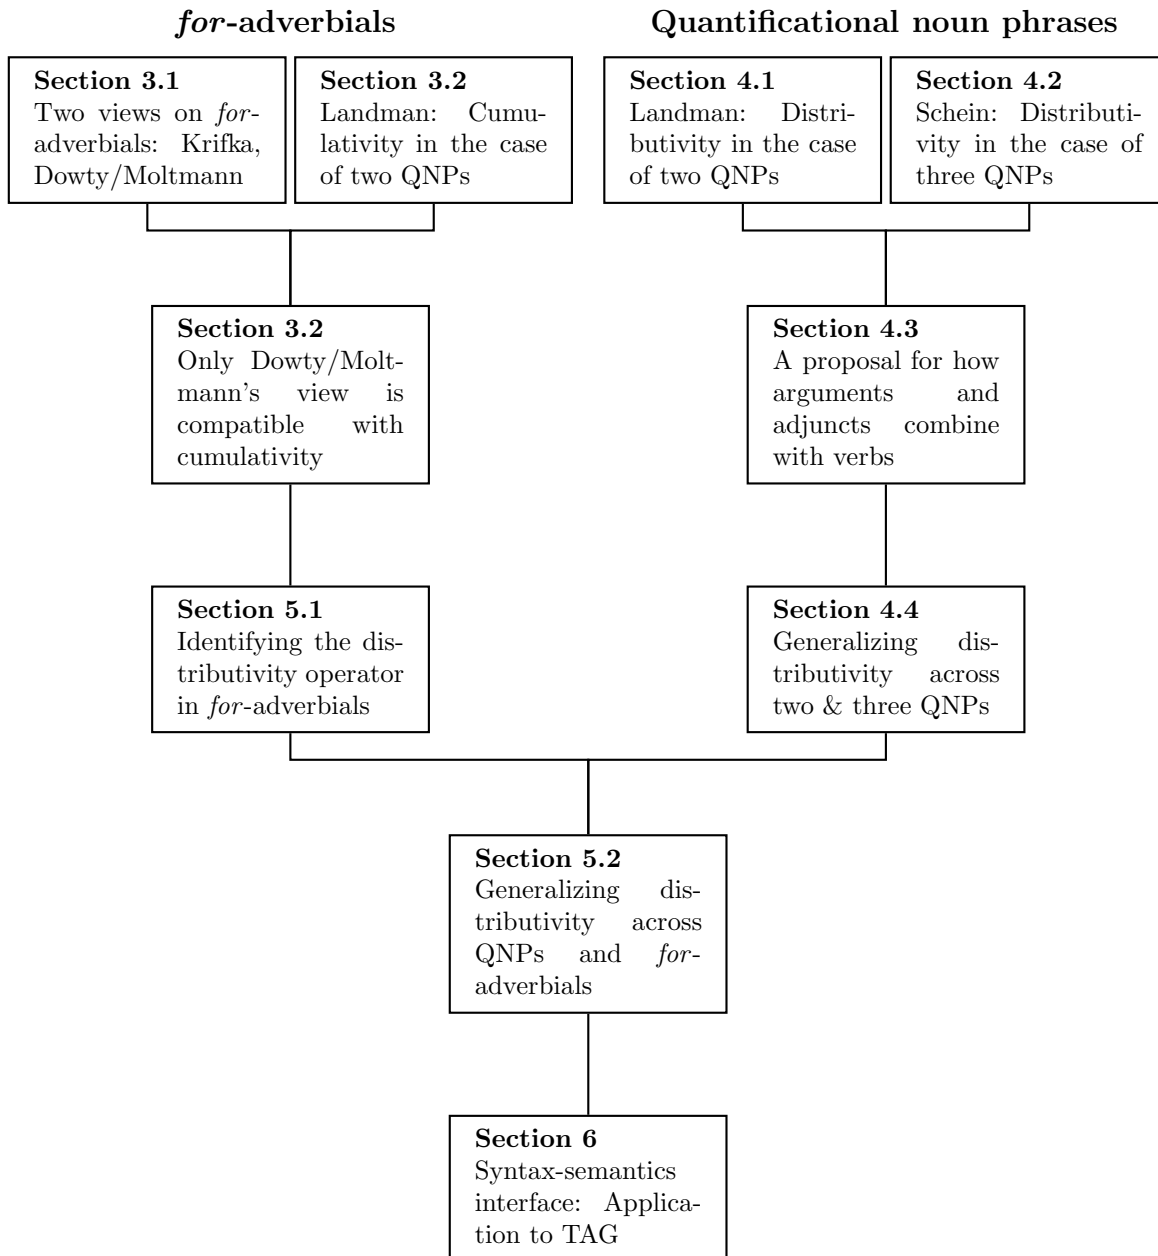 for-adverbials
Quantificational noun phrases
Section 3.1
Two views on for-
adverbials: Krifka,
Dowty/Moltmann
Section 3.2
Landman: Cumu-
lativity in the case
of two QNPs
Section 4.1
Landman: Distri-
butivity in the case
of two QNPs
Section 4.2
Schein: Distributi-
vity in the case of
three QNPs
Section 3.2
Only Dowty/Molt-
mann's view is
compatible with
cumulativity
Section 4.3
A proposal for how
arguments and
adjuncts combine
with verbs
Section 5.1
Identifying the dis-
tributivity operator
in for-adverbials
Section 4.4
Generalizing dis-
tributivity across
two & three QNPs
Section 5.2
Generalizing dis-
tributivity across
QNPs and for-
adverbials
Section 6
Syntax-semantics
interface: Applica-
tion to TAG